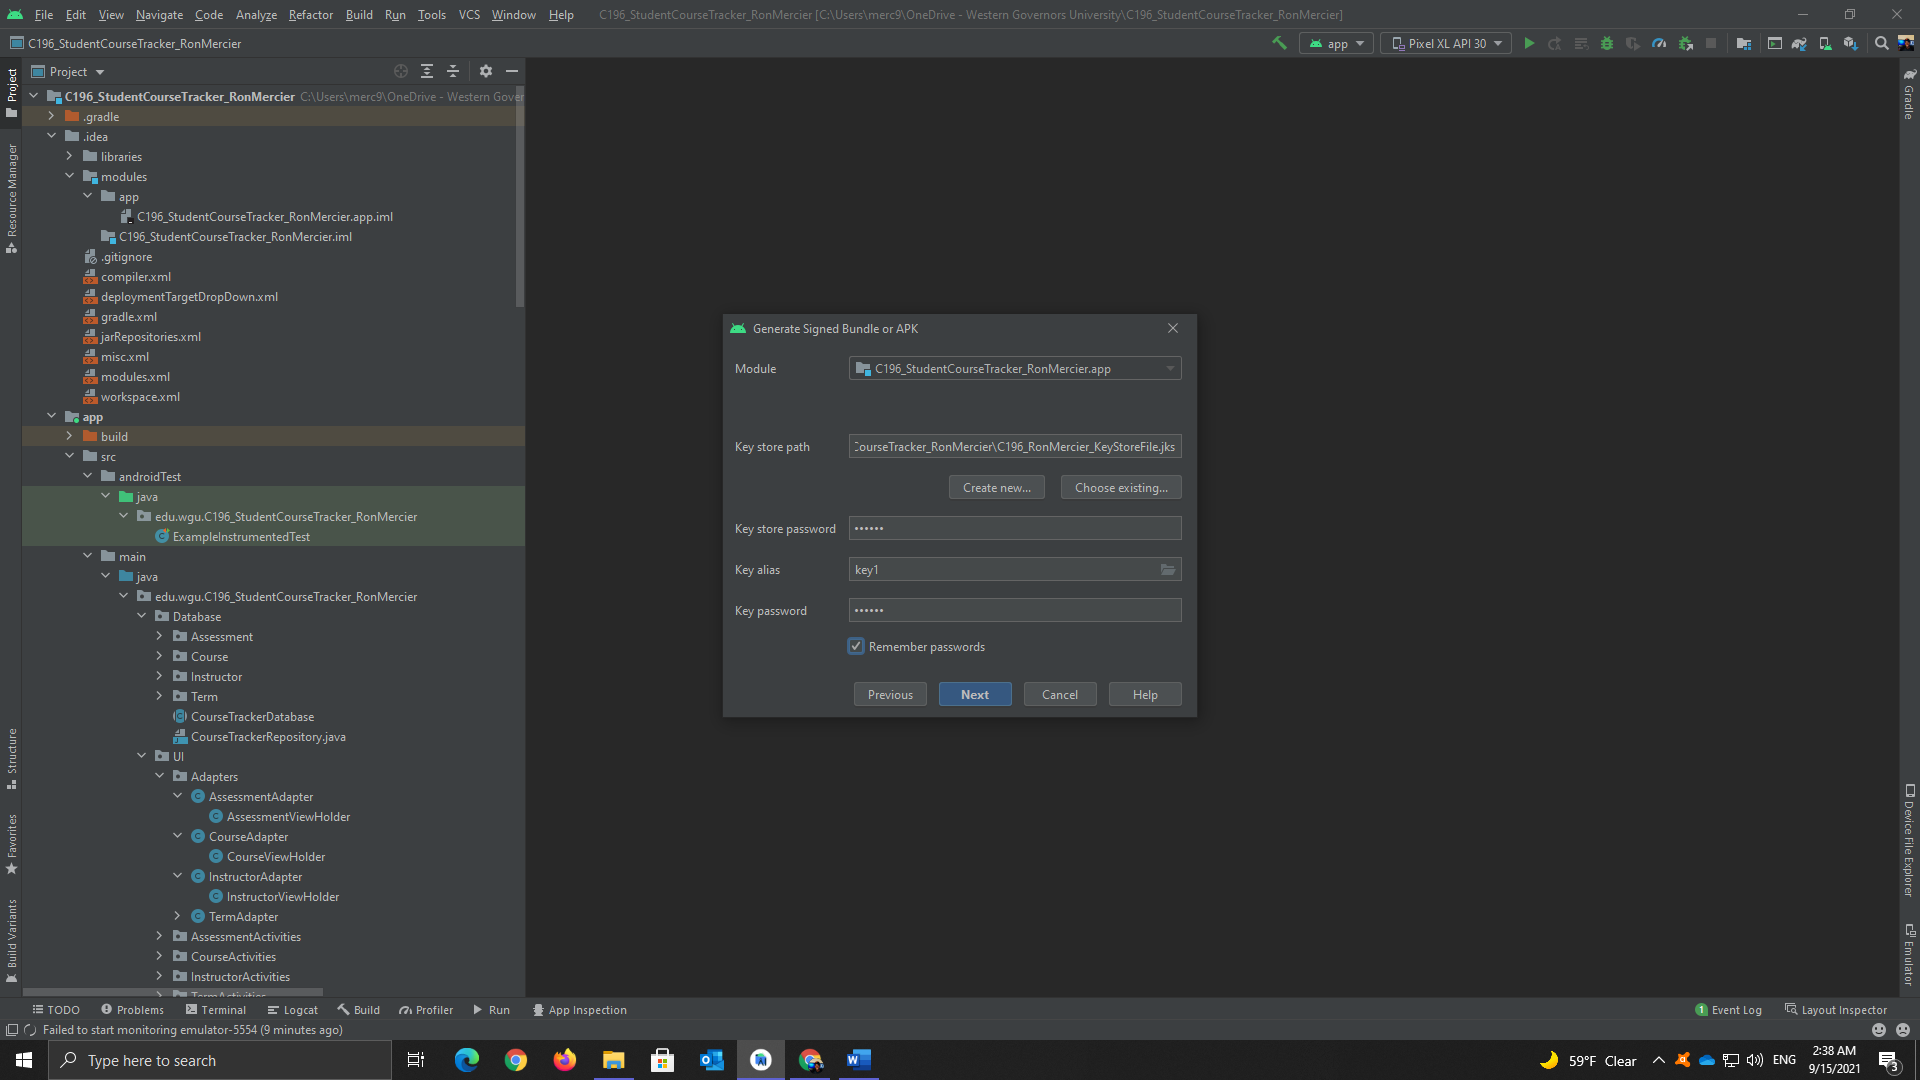 File Edit View Navigate Code Analyze Refactor Build Run Tools VCS Window Help C196_StudentCourseTracker_RonMercier [C:\Users\merc9\OneDrive - Western Governors University\C196_StudentCourseTracker_RonMercier]
C196_StudentCourseTracker_RonMercier app Pixel XL API 30
Project
C196_StudentCourseTracker_RonMercier C:\Users\merc9\OneDrive - Western Gover
.gradle
.idea
libraries
modules
app
C196_StudentCourseTracker_RonMercier.app.iml
C196_StudentCourseTracker_RonMercier.iml
.gitignore
compiler.xml
deploymentTargetDropDown.xml
gradle.xml
jarRepositories.xml
misc.xml
modules.xml
workspace.xml
app
build
src
androidTest
java
edu.wgu.C196_StudentCourseTracker_RonMercier
ExampleInstrumentedTest
main
java
edu.wgu.C196_StudentCourseTracker_RonMercier
Database
Assessment
Course
Instructor
Term
CourseTrackerDatabase
CourseTrackerRepository.java
UI
Adapters
AssessmentAdapter
AssessmentViewHolder
CourseAdapter
CourseViewHolder
InstructorAdapter
InstructorViewHolder
TermAdapter
AssessmentActivities
CourseActivities
InstructorActivities
TermActivities
Project
Resource Manager
Structure
Favorites
Build Variants
Generate Signed Bundle or APK
Module C196_StudentCourseTracker_RonMercier.app
Key store path CourseTracker_RonMercier\C196_RonMercier_KeyStoreFile.jks
Create new... Choose existing...
Key store password ••••••
Key alias key1
Key password ••••••
Remember passwords
Previous Next Cancel Help
Gradle
Device File Explorer
Emulator
TODO Problems Terminal Logcat Build Profiler Run App Inspection 1 Event Log Layout Inspector
Failed to start monitoring emulator-5554 (9 minutes ago)
Type here to search 59°F Clear ENG 2:38 AM
9/15/2021 3